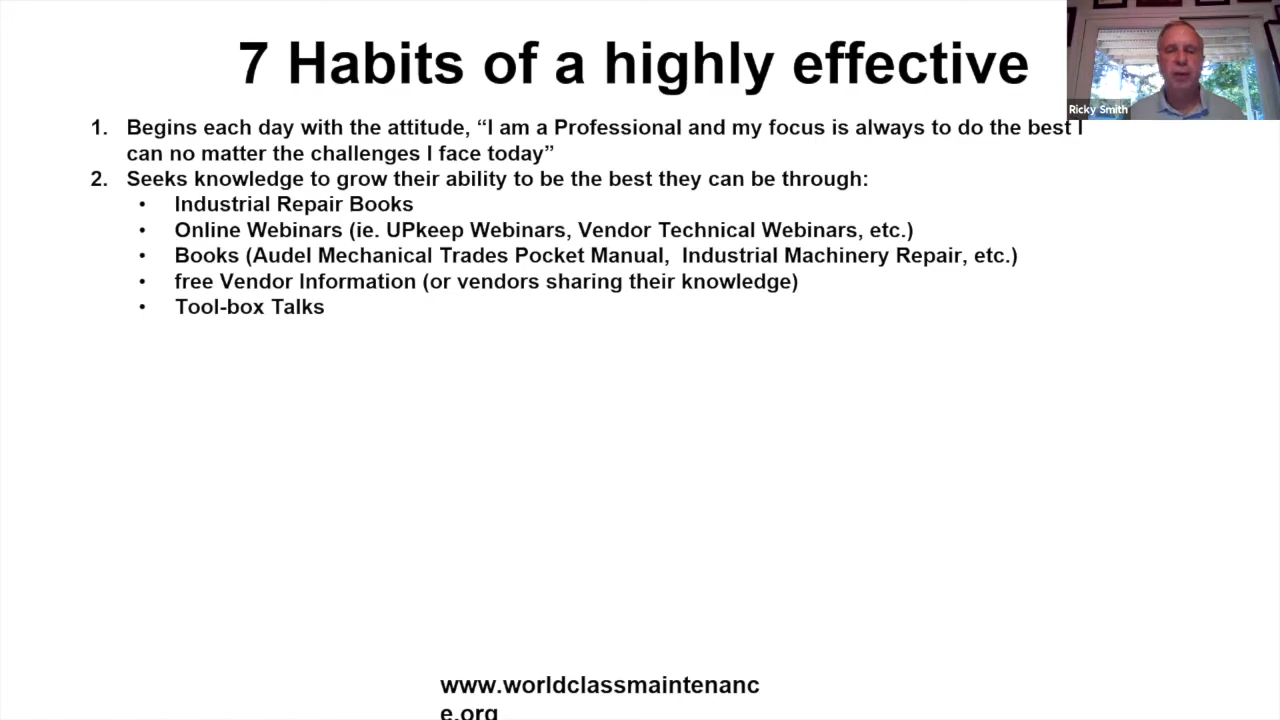 7 Habits of a highly effective
Ricky Smith
1. Begins each day with the attitude, “I am a Professional and my focus is always to do the best I
can no matter the challenges I face today”
2. Seeks knowledge to grow their ability to be the best they can be through:
• Industrial Repair Books
• Online Webinars (ie. UPkeep Webinars, Vendor Technical Webinars, etc.)
• Books (Audel Mechanical Trades Pocket Manual, Industrial Machinery Repair, etc.)
• free Vendor Information (or vendors sharing their knowledge)
• Tool-box Talks
www.worldclassmaintenanc
e.org